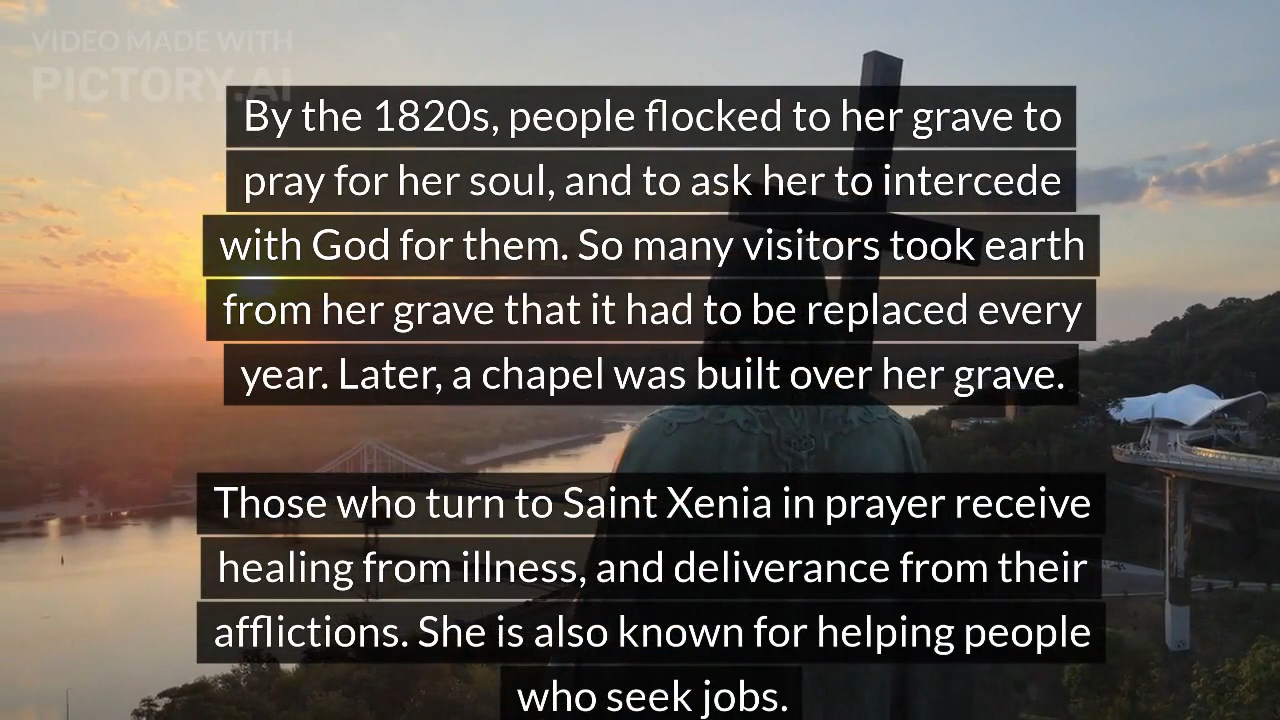 VIDEO MADE WITH
PICTORY.AI
By the 1820s, people flocked to her grave to
pray for her soul, and to ask her to intercede
with God for them. So many visitors took earth
from her grave that it had to be replaced every
year. Later, a chapel was built over her grave.
Those who turn to Saint Xenia in prayer receive
healing from illness, and deliverance from their
afflictions. She is also known for helping people
who seek jobs.